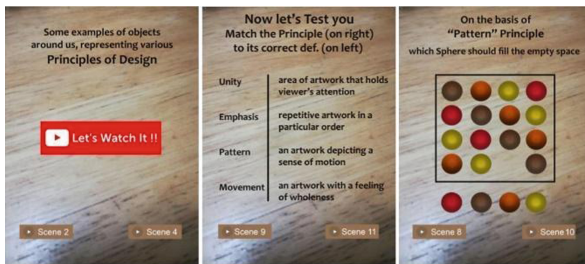 Some examples of objects
around us, representing various
Principles of Design
Let's Watch It !!
Scene 2
Scene 4
Now let's Test you
Match the Principle (on right)
to its correct def. (on left)
Unity
area of artwork that holds
viewer's attention
Emphasis
repetitive artwork in a
particular order
Pattern
an artwork depicting a
sense of motion
Movement
an artwork with a feeling
of wholeness
Scene 9
Scene 11
On the basis of
"Pattern" Principle
which Sphere should fill the empty space
Scene 8
Scene 10